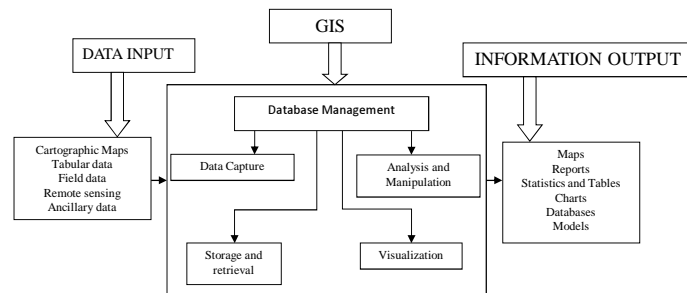 GIS
DATA INPUT
INFORMATION OUTPUT
Database Management
Cartographic Maps
Tabular data
Field data
Remote sensing
Ancillary data
Data Capture
Analysis and
Manipulation
Storage and
retrieval
Visualization
Maps
Reports
Statistics and Tables
Charts
Databases
Models